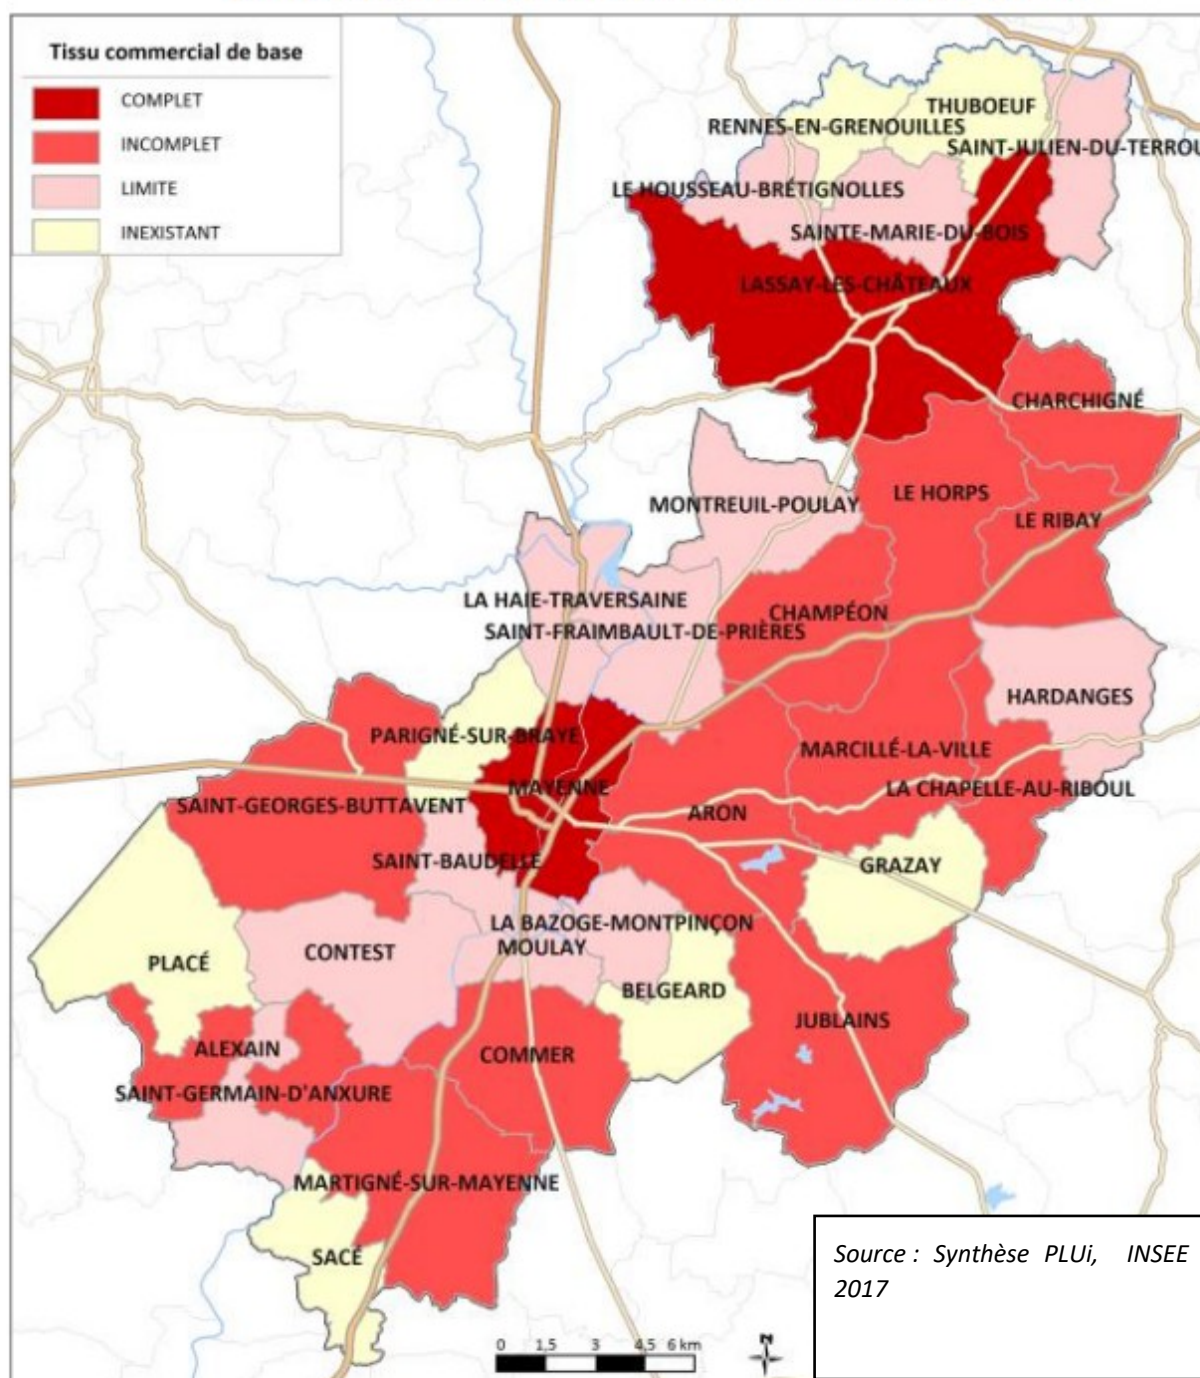 Tissu commercial de base
COMPLET
INCOMPLET
LIMITE
INEXISTANT
THUBOEUF
RENNES-EN-GRENOUILLES
SAINT-JULIEN-DU-TERROU
LE HOUSSEAU-BRÉTIGNOLLES
SAINTE-MARIE-DU-BOIS
LASSAY-LES-CHÂTEAUX
CHARCHIGNÉ
LE HORPS
MONTREUIL-POULAY
LE RIBAY
LA HAIE-TRAVERSAINE
CHAMPÉON
SAINT-FRAIMBAULT-DE-PRIÈRES
HARDANGES
PARIGNÉ-SUR-BRAYE
MARCILLÉ-LA-VILLE
MAYENNE
LA CHAPELLE-AU-RIBOUL
SAINT-GEORGES-BUTTAVENT
ARON
SAINT-BAUDELLE
GRAZAY
LA BAZOGE-MONTPINÇON
MOULAY
CONTEST
PLACÉ
BELGEARD
JUBLAINS
ALEXAIN
COMMER
SAINT-GERMAIN-D'ANXURE
MARTIGNÉ-SUR-MAYENNE
SACÉ
Source : Synthèse PLUi, INSEE
2017
0 1,5 3 4,5 6 km
N